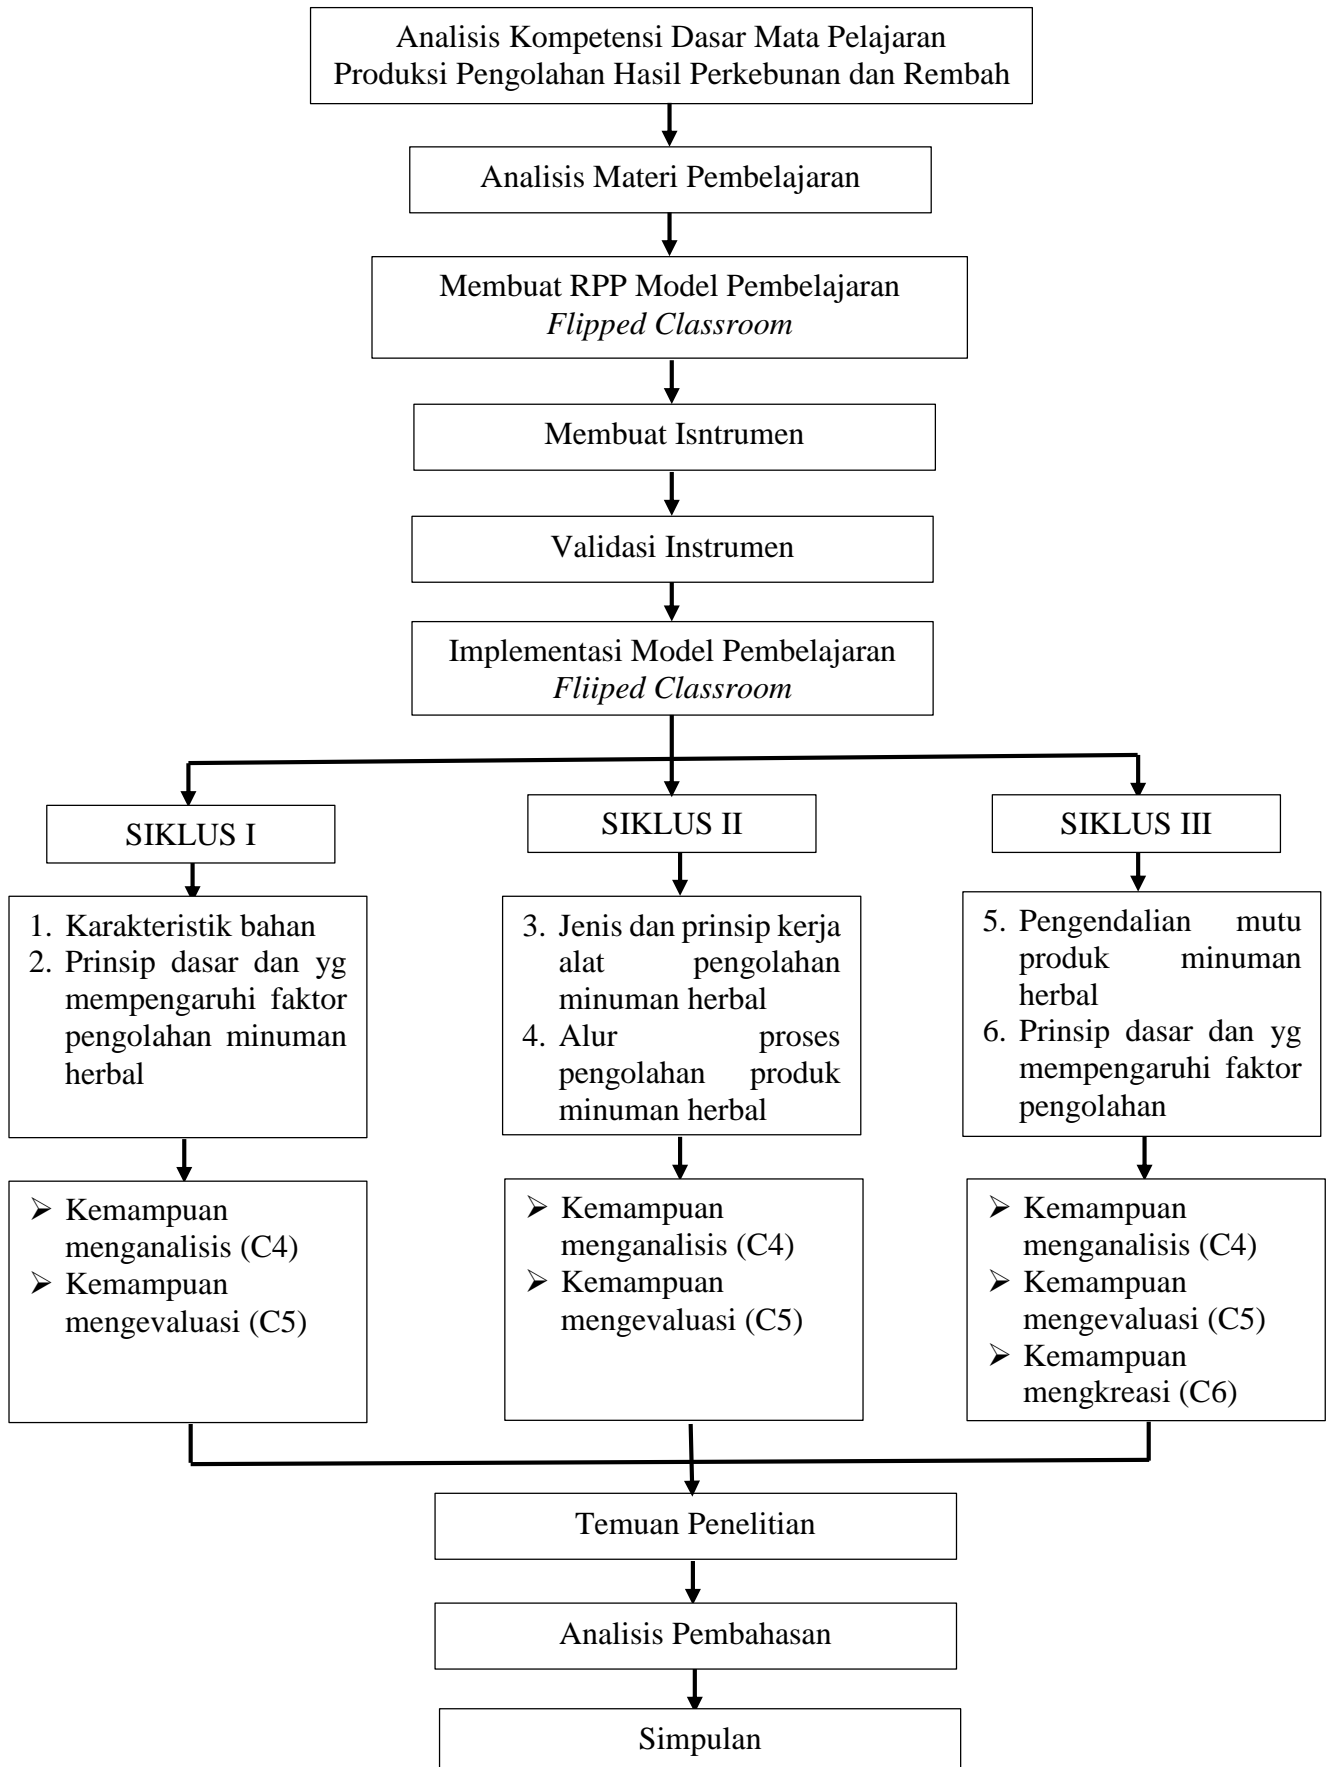 Analisis Kompetensi Dasar Mata Pelajaran
Produksi Pengolahan Hasil Perkebunan dan Rembah
Analisis Materi Pembelajaran
Membuat RPP Model Pembelajaran
Flipped Classroom
Membuat Isntrumen
Validasi Instrumen
Implementasi Model Pembelajaran
Fliiped Classroom
SIKLUS I
1. Karakteristik bahan
2. Prinsip dasar dan yg
mempengaruhi faktor
pengolahan minuman
herbal
➢ Kemampuan
menganalisis (C4)
➢ Kemampuan
mengevaluasi (C5)
SIKLUS II
3. Jenis dan prinsip kerja
alat pengolahan
minuman herbal
4. Alur proses
pengolahan produk
minuman herbal
➢ Kemampuan
menganalisis (C4)
➢ Kemampuan
mengevaluasi (C5)
SIKLUS III
5. Pengendalian mutu
produk minuman
herbal
6. Prinsip dasar dan yg
mempengaruhi faktor
pengolahan
➢ Kemampuan
menganalisis (C4)
➢ Kemampuan
mengevaluasi (C5)
➢ Kemampuan
mengkreasi (C6)
Temuan Penelitian
Analisis Pembahasan
Simpulan